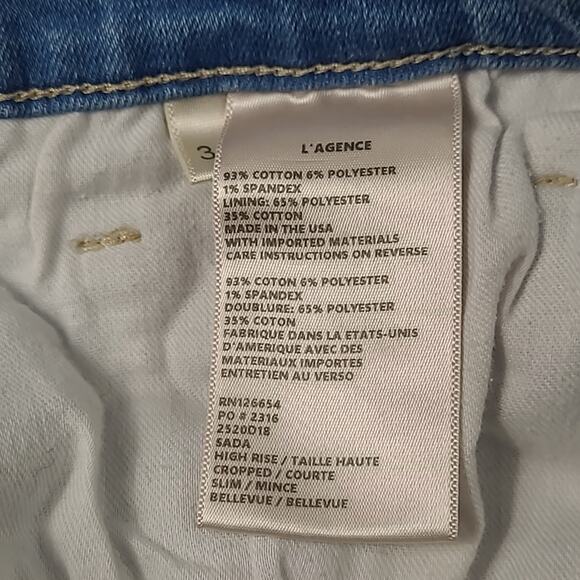 3
L'AGENCE
93% COTTON 6% POLYESTER
1% SPANDEX
LINING: 65% POLYESTER
35% COTTON
MADE IN THE USA
WITH IMPORTED MATERIALS
CARE INSTRUCTIONS ON REVERSE
93% COTTON 6% POLYESTER
1% SPANDEX
DOUBLURE: 65% POLYESTER
35% COTON
FABRIQUE DANS LA ETATS-UNIS
D'AMERIQUE AVEC DES
MATERIAUX IMPORTES
ENTRETIEN AU VERSO
RN126654
PO # 2316
2520D18
SADA
HIGH RISE / TAILLE HAUTE
CROPPED / COURTE
SLIM / MINCE
BELLEVUE / BELLEVUE